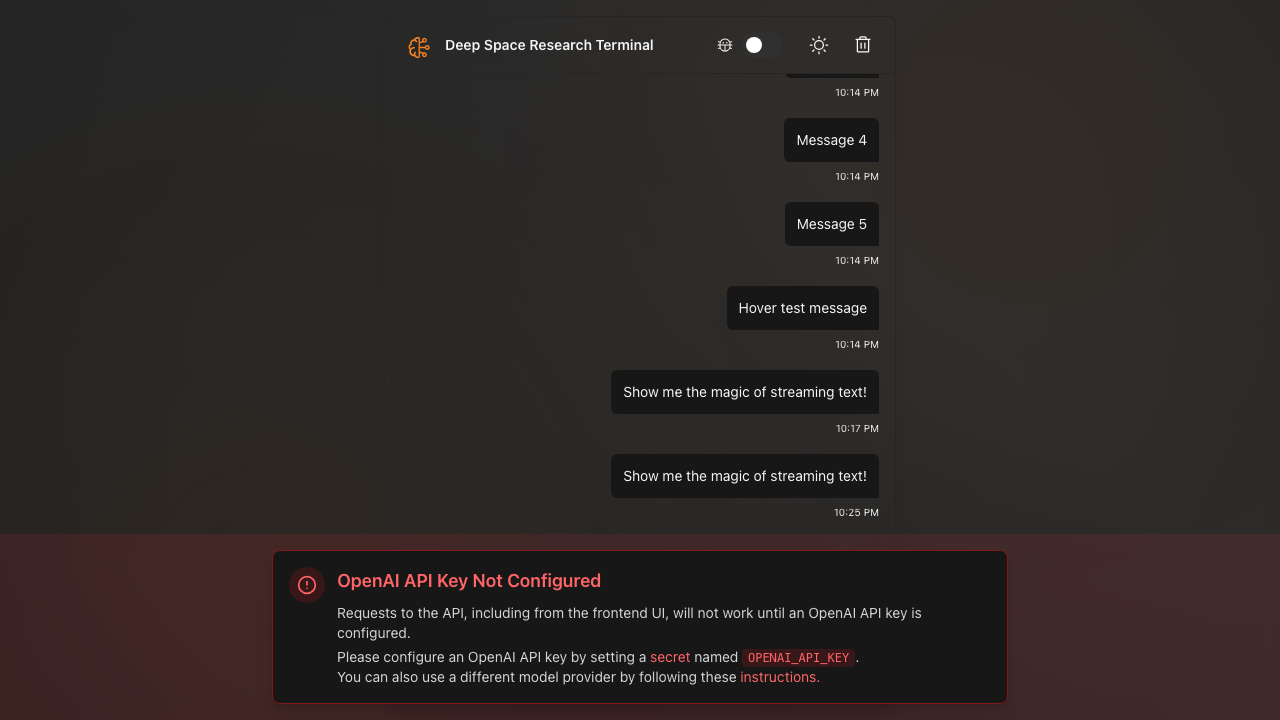 Deep Space Research Terminal
10:14 PM
Message 4
10:14 PM
Message 5
10:14 PM
Hover test message
10:14 PM
Show me the magic of streaming text!
10:17 PM
Show me the magic of streaming text!
10:25 PM
OpenAI API Key Not Configured
Requests to the API, including from the frontend UI, will not work until an OpenAI API key is
configured.
Please configure an OpenAI API key by setting a secret named OPENAI_API_KEY.
You can also use a different model provider by following these instructions.